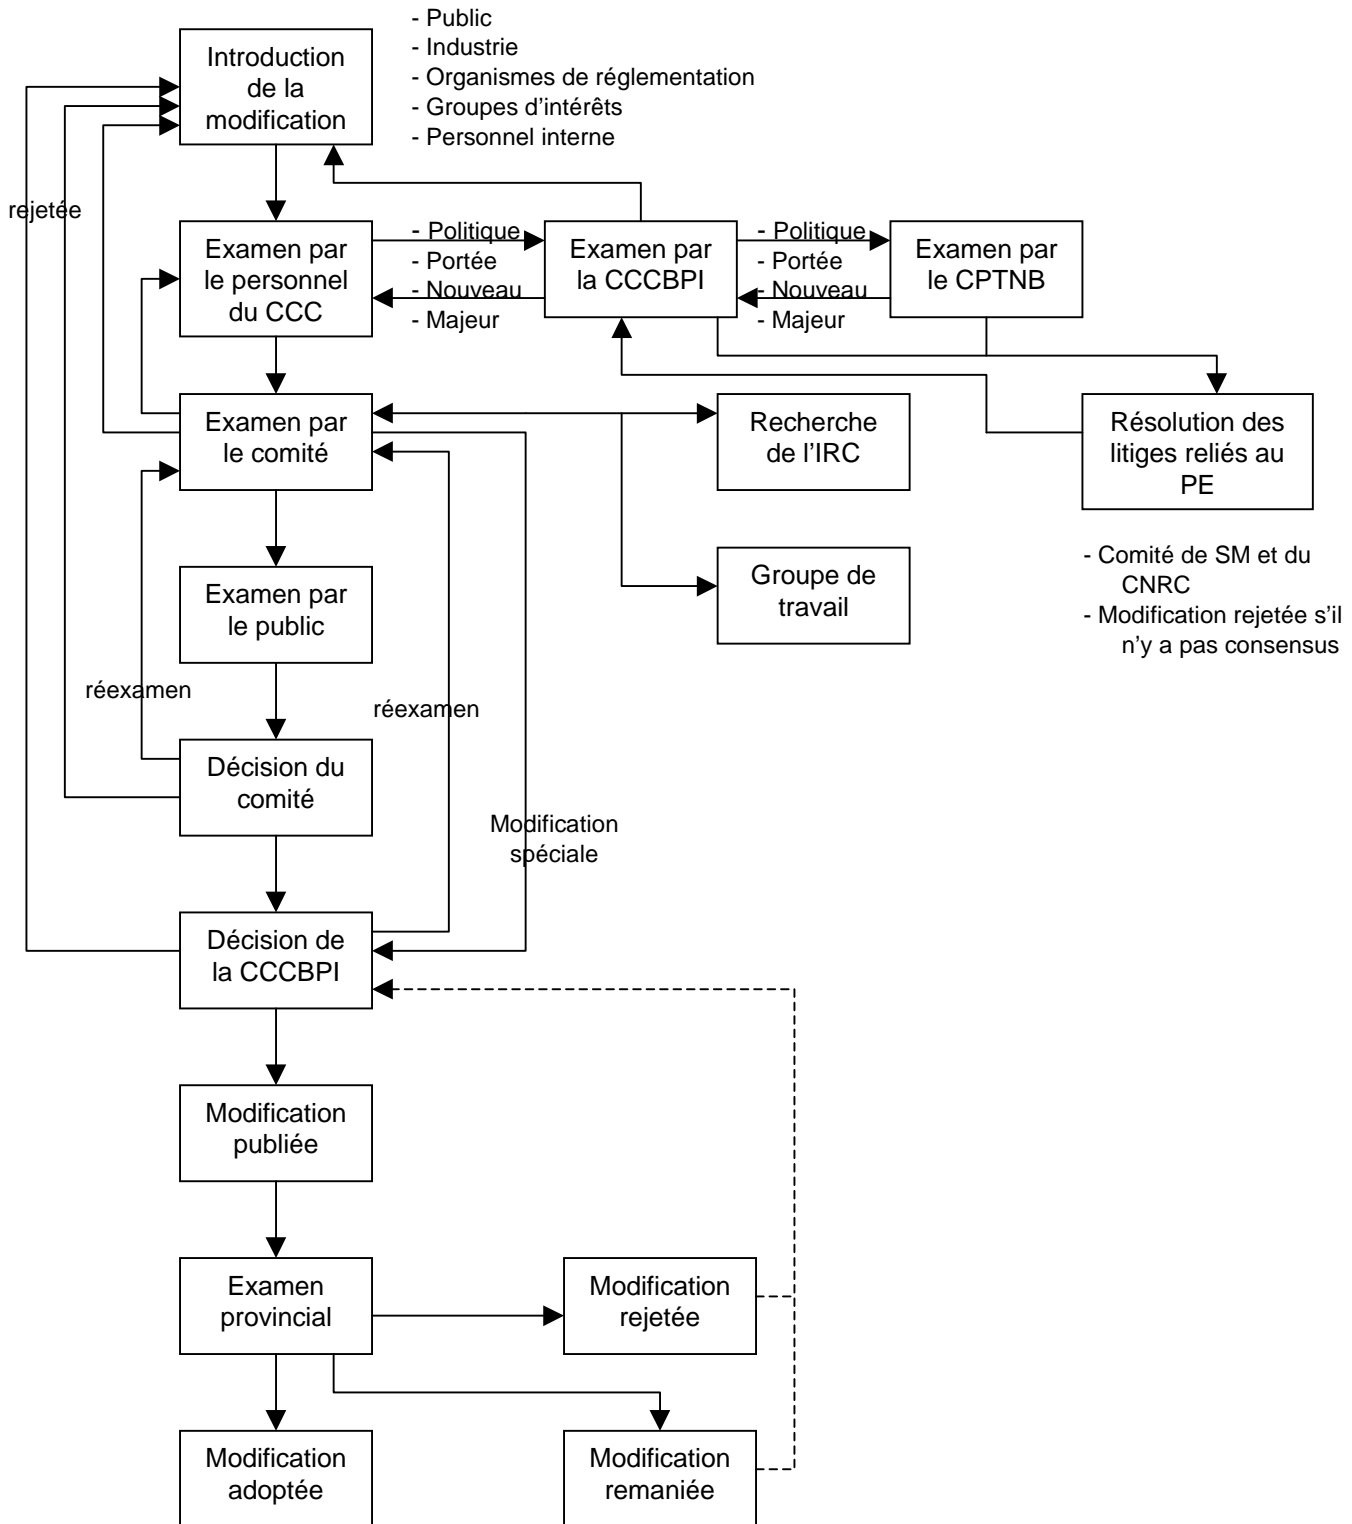 - Public
- Industrie
- Organismes de réglementation
- Groupes d'intérêts
- Personnel interne
Introduction
de la
modification
rejetée
Examen par
le personnel
du CCC
- Politique
- Portée
- Nouveau
- Majeur
Examen par
la CCCBPI
- Politique
- Portée
- Nouveau
- Majeur
Examen par
le CPTNB
Examen par
le comité
Recherche
de l'IRC
Résolution des
litiges reliés au
PE
- Comité de SM et du
CNRC
- Modification rejetée s'il
n'y a pas consensus
Groupe de
travail
Examen par
le public
réexamen
réexamen
Décision du
comité
Modification
spéciale
Décision de
la CCCBPI
Modification
publiée
Examen
provincial
Modification
rejetée
Modification
adoptée
Modification
remaniée